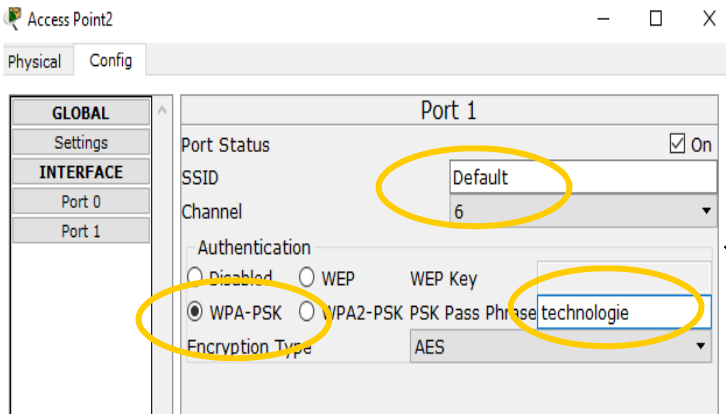 Access Point2
Physical Config
GLOBAL
Settings
INTERFACE
Port 0
Port 1
Port 1
Port Status On
SSID Default
Channel 6
Authentication
Disabled WEP WEP Key
WPA-PSK WPA2-PSK PSK Pass Phrase technologie
Encryption Type AES